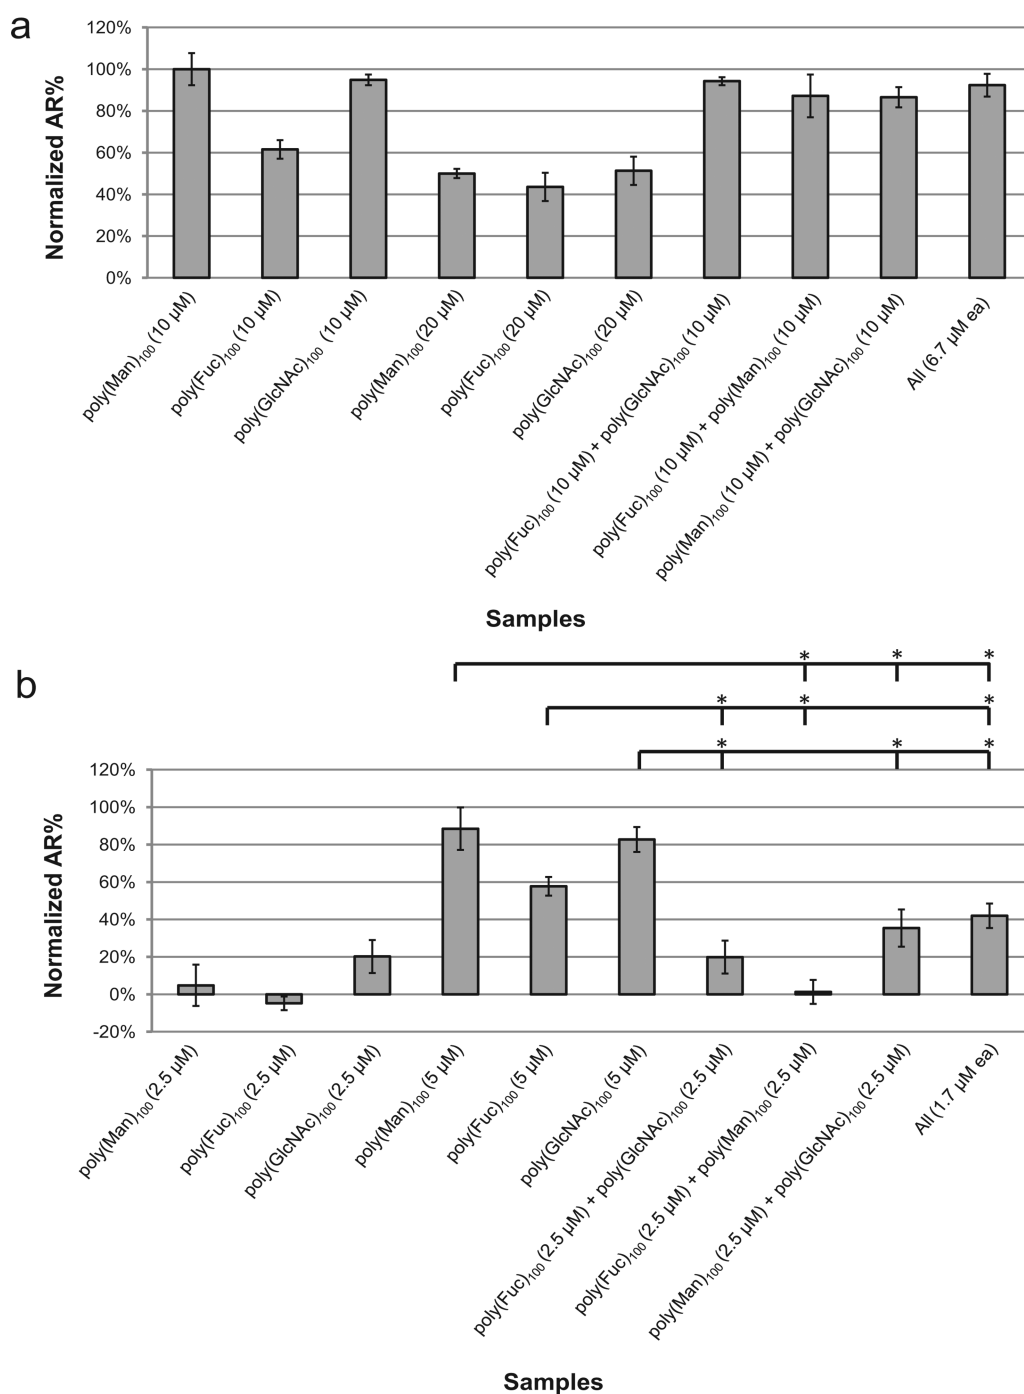 a
Normalized AR%
120%
100%
80%
60%
40%
20%
0%
poly(Man)₁₀₀ (10 µM)
poly(Fuc)₁₀₀ (10 µM)
poly(GlcNAc)₁₀₀ (10 µM)
poly(Man)₁₀₀ (20 µM)
poly(Fuc)₁₀₀ (20 µM)
poly(GlcNAc)₁₀₀ (20 µM)
poly(Fuc)₁₀₀ (10 µM) + poly(GlcNAc)₁₀₀ (10 µM)
poly(Fuc)₁₀₀ (10 µM) + poly(Man)₁₀₀ (10 µM)
poly(Man)₁₀₀ (10 µM) + poly(GlcNAc)₁₀₀ (10 µM)
All (6.7 µM ea)
Samples
b
* * *
* * *
* * *
Normalized AR%
120%
100%
80%
60%
40%
20%
0%
-20%
poly(Man)₁₀₀ (2.5 µM)
poly(Fuc)₁₀₀ (2.5 µM)
poly(GlcNAc)₁₀₀ (2.5 µM)
poly(Man)₁₀₀ (5 µM)
poly(Fuc)₁₀₀ (5 µM)
poly(GlcNAc)₁₀₀ (5 µM)
poly(Fuc)₁₀₀ (2.5 µM) + poly(GlcNAc)₁₀₀ (2.5 µM)
poly(Fuc)₁₀₀ (2.5 µM) + poly(Man)₁₀₀ (2.5 µM)
poly(Man)₁₀₀ (2.5 µM) + poly(GlcNAc)₁₀₀ (2.5 µM)
All (1.7 µM ea)
Samples